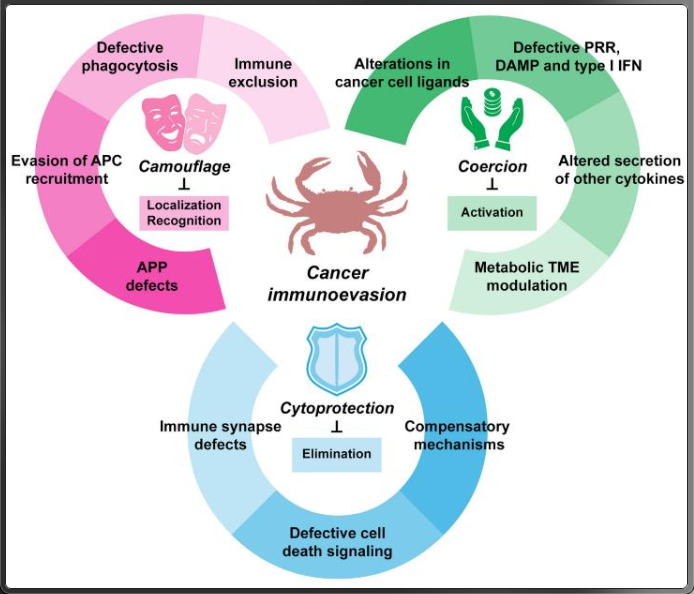 Defective
phagocytosis
Immune
exclusion
Evasion of APC
recruitment
APP
defects
Camouflage
⊥
Localization
Recognition
Alterations in
cancer cell ligands
Defective PRR,
DAMP and type I IFN
Altered secretion
of other cytokines
Metabolic TME
modulation
Coercion
⊥
Activation
Cancer
immunoevasion
Cytoprotection
⊥
Elimination
Immune synapse
defects
Compensatory
mechanisms
Defective cell
death signaling